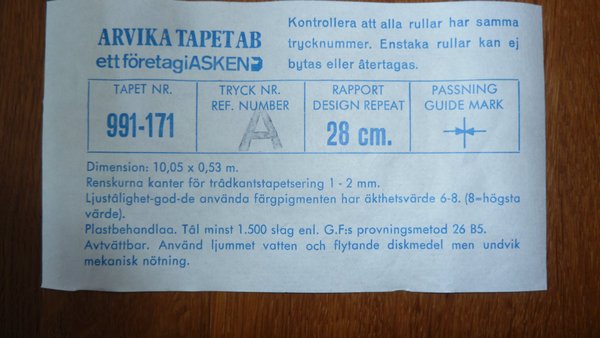 ARVIKA TAPET AB
ett företag i ASKEN
Kontrollera att alla rullar har samma
trycknummer. Enstaka rullar kan ej
bytas eller återtagas.
TAPET NR.
991-171
TRYCK NR.
REF. NUMBER
A
RAPPORT
DESIGN REPEAT
28 cm.
PASSNING
GUIDE MARK
Dimension: 10,05 x 0,53 m.
Renskurna kanter för trådkantstapetsering 1 - 2 mm.
Ljustålighet-god-de använda färgpigmenten har äkthetsvärde 6-8. (8=högsta
värde).
Plastbehandlaa. Tål minst 1.500 slag enl. G.F:s provningsmetod 26 B5.
Avtvättbar. Använd ljummet vatten och flytande diskmedel men undvik
mekanisk nötning.